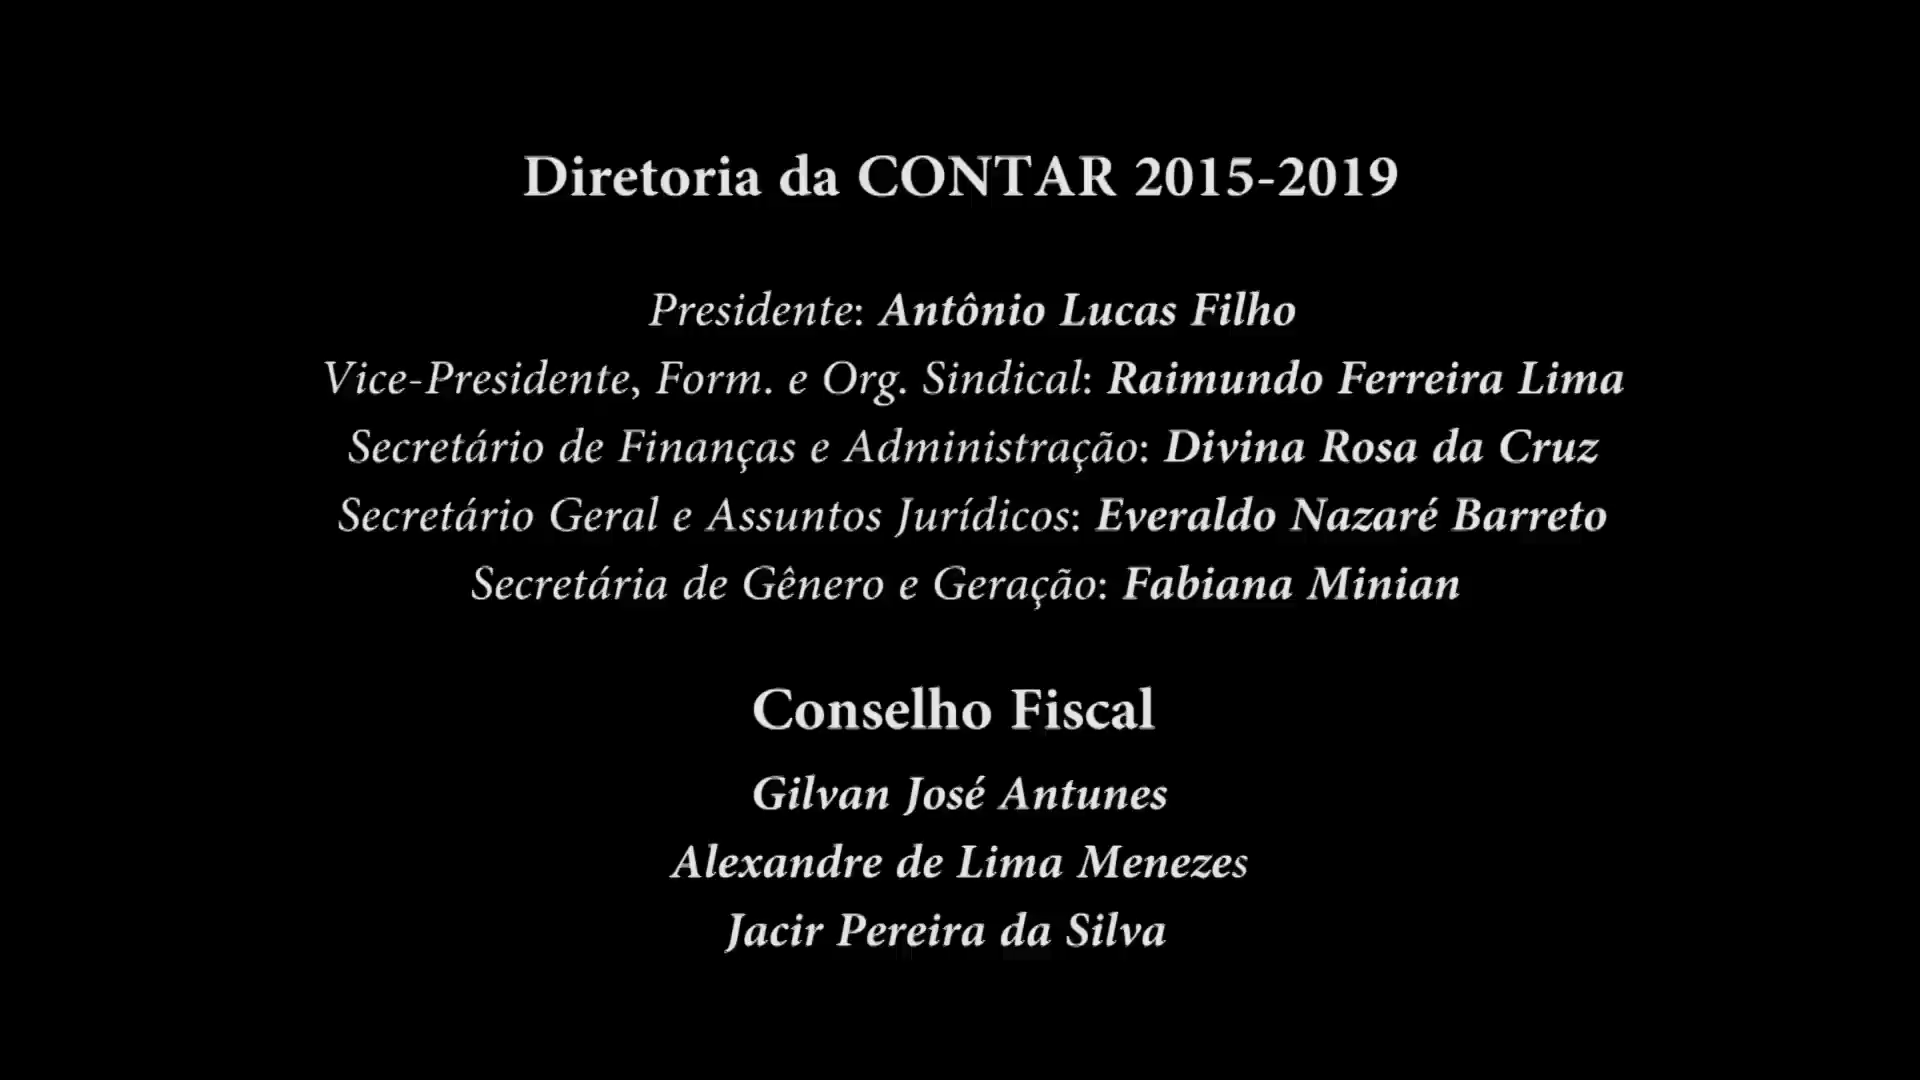 Diretoria da CONTAR 2015-2019
Presidente: Antônio Lucas Filho
Vice-Presidente, Form. e Org. Sindical: Raimundo Ferreira Lima
Secretário de Finanças e Administração: Divina Rosa da Cruz
Secretário Geral e Assuntos Jurídicos: Everaldo Nazaré Barreto
Secretária de Gênero e Geração: Fabiana Minian
Conselho Fiscal
Gilvan José Antunes
Alexandre de Lima Menezes
Jacir Pereira da Silva